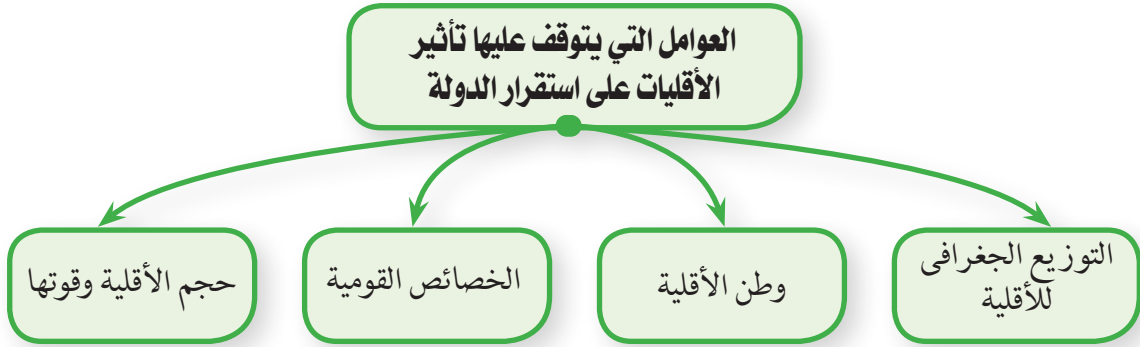 العوامل التي يتوقف عليها تأثير
الأقليات على استقرار الدولة
التوزيع الجغرافى
للأقلية
وطن الأقلية
الخصائص القومية
حجم الأقلية وقوتها